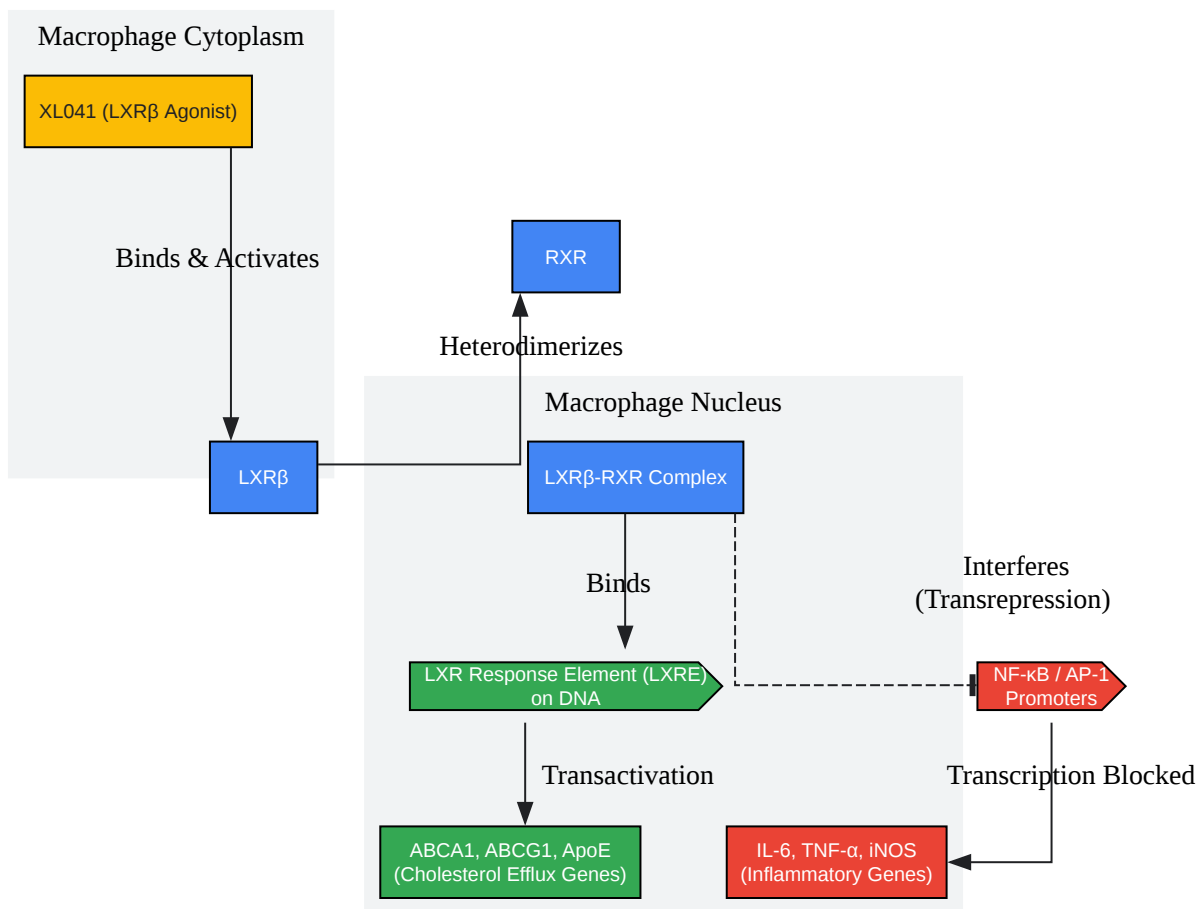 Macrophage Cytoplasm
XL041 (LXRβ Agonist)
Binds & Activates
RXR
Heterodimerizes
Macrophage Nucleus
LXRβ
LXRβ-RXR Complex
Binds
Interferes
(Transrepression)
LXR Response Element (LXRE)
on DNA
NF-κB / AP-1
Promoters
Transactivation
Transcription Blocked
ABCA1, ABCG1, ApoE
(Cholesterol Efflux Genes)
IL-6, TNF-α, iNOS
(Inflammatory Genes)